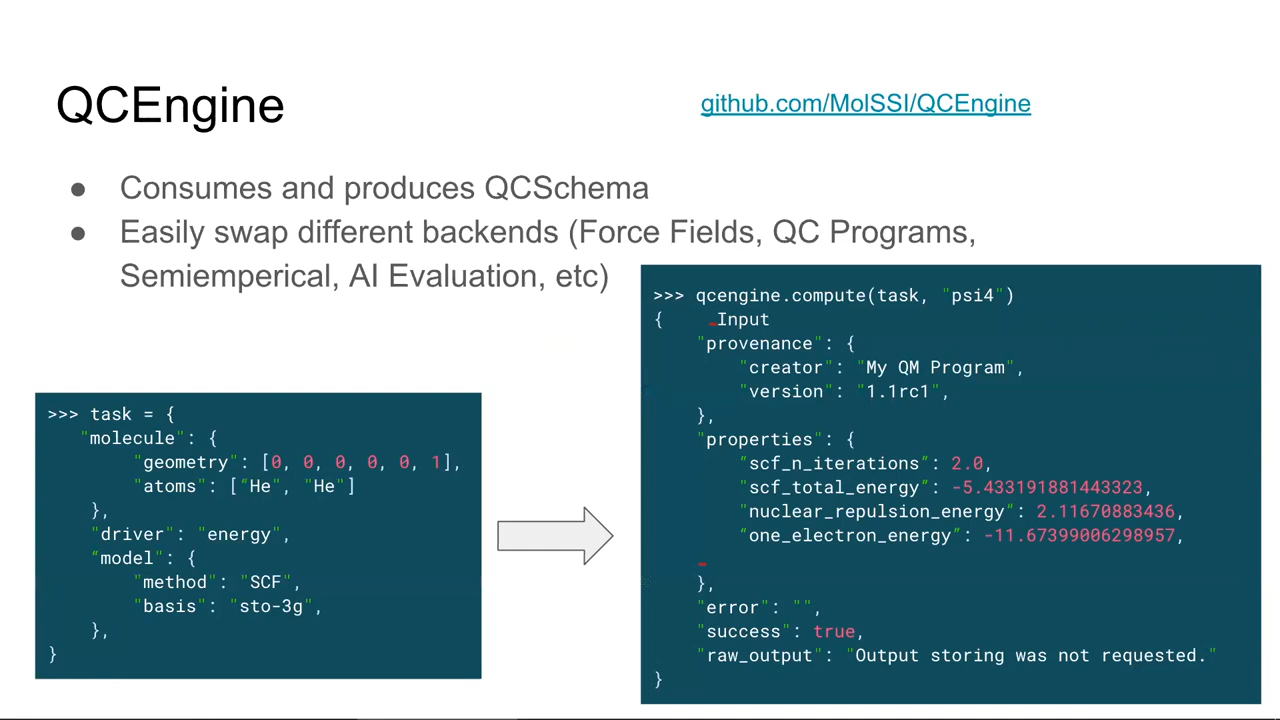 QCEngine
github.com/MolSSI/QCEngine
● Consumes and produces QCSchema
● Easily swap different backends (Force Fields, QC Programs,
Semiemperical, AI Evaluation, etc)
>>> task = {
"molecule": {
"geometry": [0, 0, 0, 0, 0, 1],
"atoms": ["He", "He"]
},
"driver": "energy",
"model": {
"method": "SCF",
"basis": "sto-3g",
},
}
>>> qcengine.compute(task, "psi4")
{ Input
"provenance": {
"creator": "My QM Program",
"version": "1.1rc1",
},
"properties": {
"scf_n_iterations": 2.0,
"scf_total_energy": -5.433191881443323,
"nuclear_repulsion_energy": 2.11670883436,
"one_electron_energy": -11.67399006298957,
},
"error": "",
"success": true,
"raw_output": "Output storing was not requested."
}